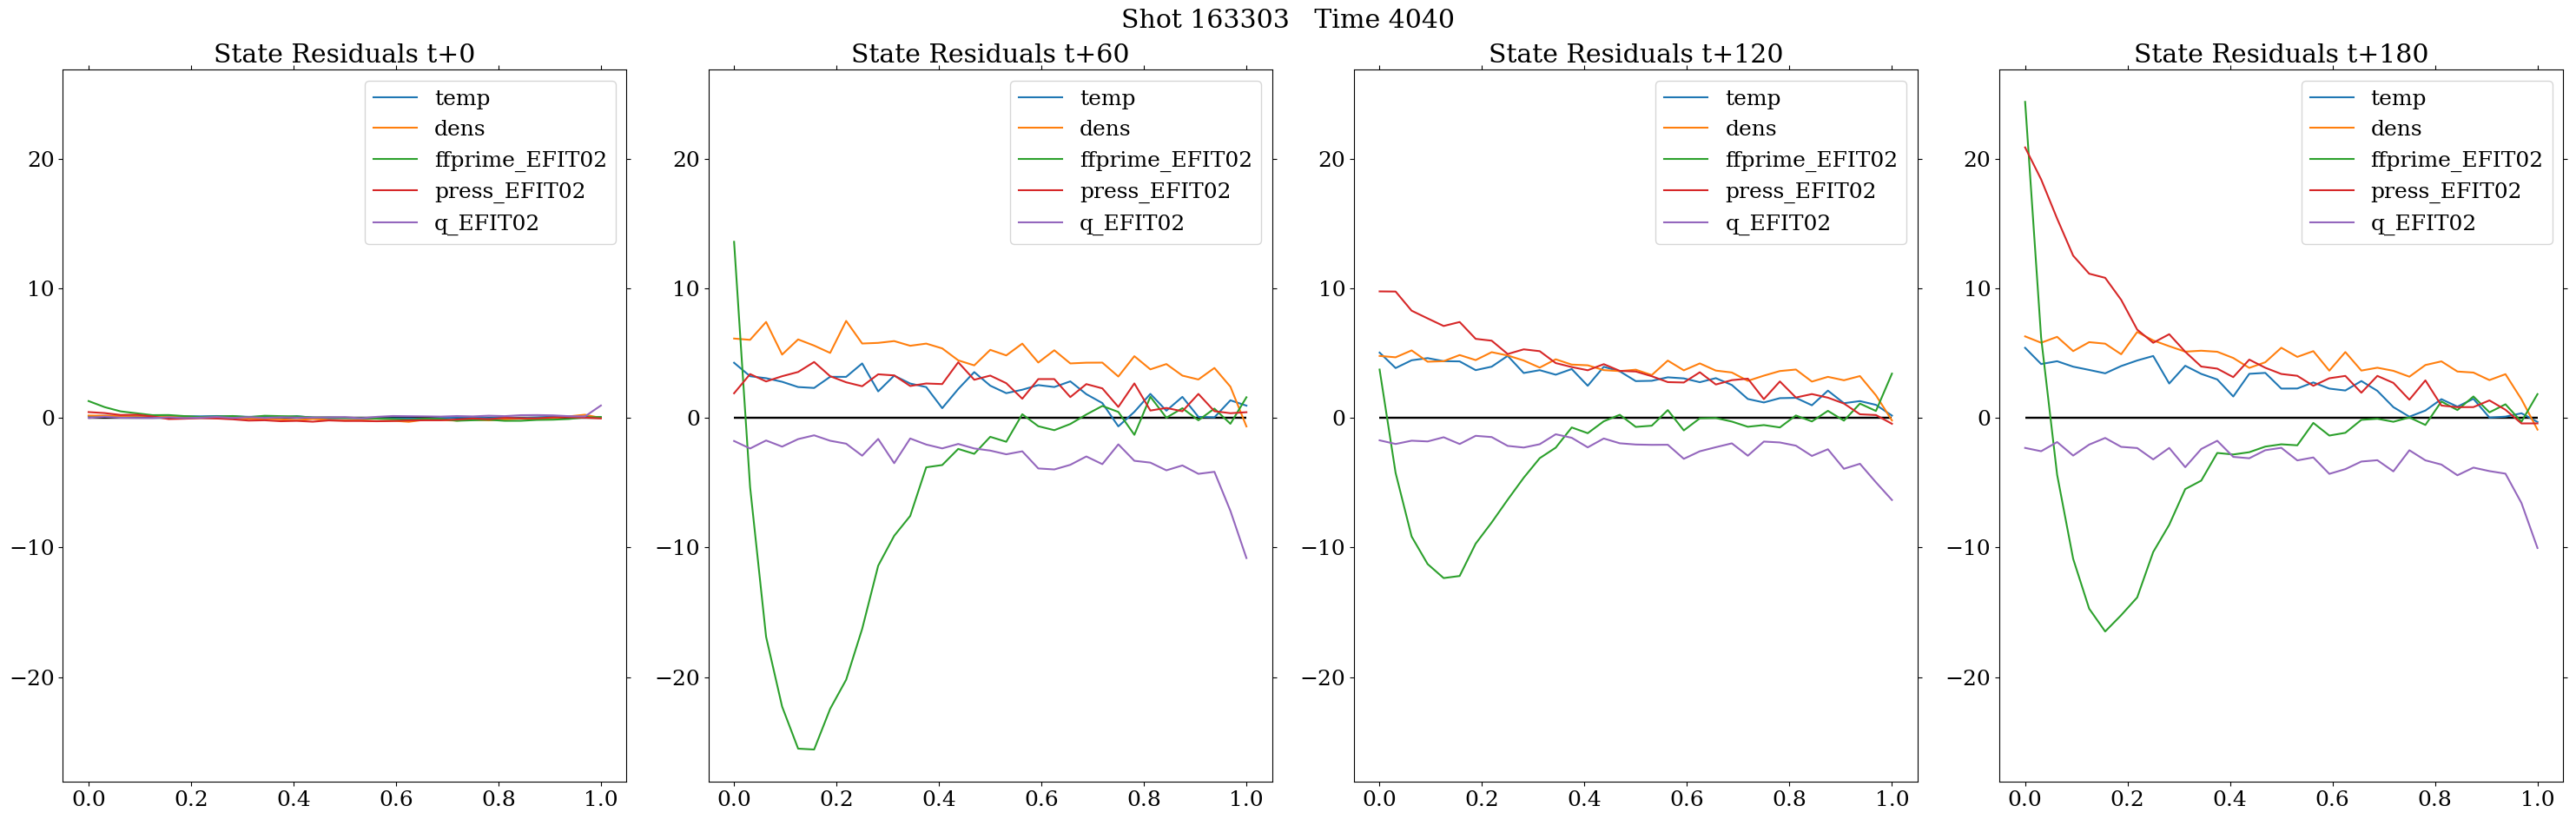 Shot 163303   Time 4040
State Residuals t+0
temp
dens
ffprime_EFIT02
press_EFIT02
q_EFIT02
20
10
0
−10
−20
0.0 0.2 0.4 0.6 0.8 1.0
State Residuals t+60
temp
dens
ffprime_EFIT02
press_EFIT02
q_EFIT02
20
10
0
−10
−20
0.0 0.2 0.4 0.6 0.8 1.0
State Residuals t+120
temp
dens
ffprime_EFIT02
press_EFIT02
q_EFIT02
20
10
0
−10
−20
0.0 0.2 0.4 0.6 0.8 1.0
State Residuals t+180
temp
dens
ffprime_EFIT02
press_EFIT02
q_EFIT02
20
10
0
−10
−20
0.0 0.2 0.4 0.6 0.8 1.0